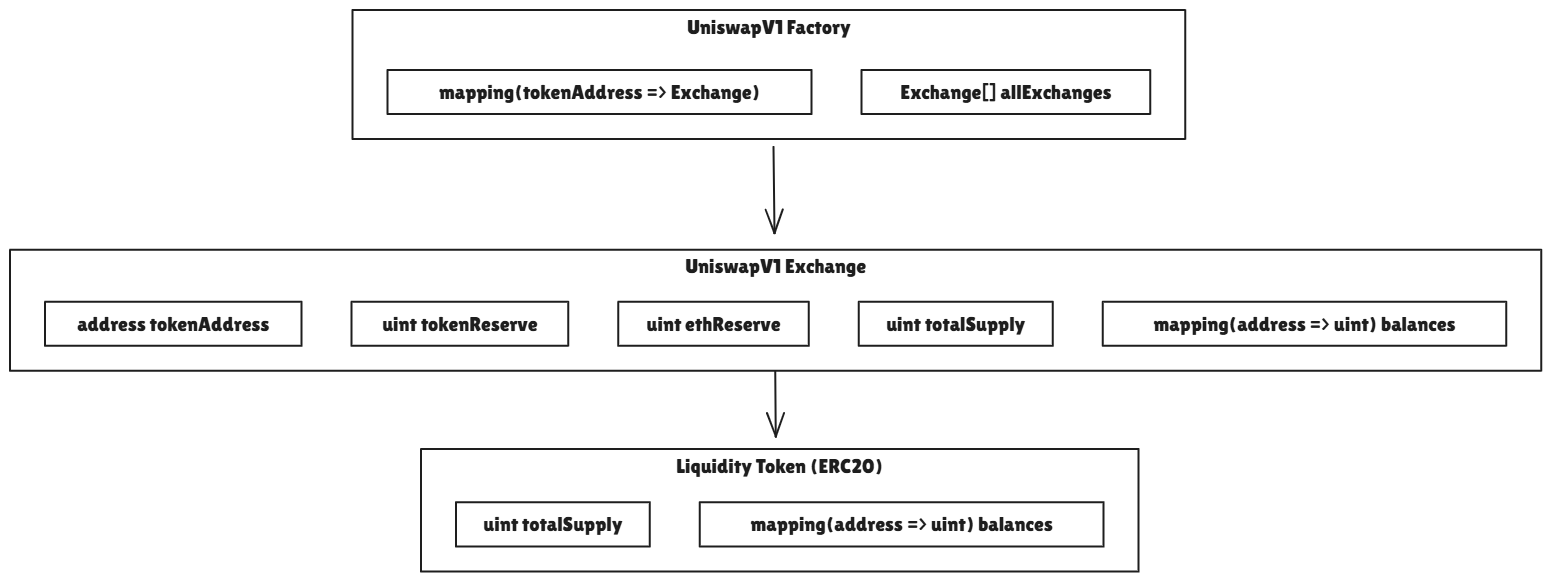 UniswapV1 Factory
mapping(tokenAddress => Exchange)
Exchange[] allExchanges
UniswapV1 Exchange
address tokenAddress
uint tokenReserve
uint ethReserve
uint totalSupply
mapping(address => uint) balances
Liquidity Token (ERC20)
uint totalSupply
mapping(address => uint) balances